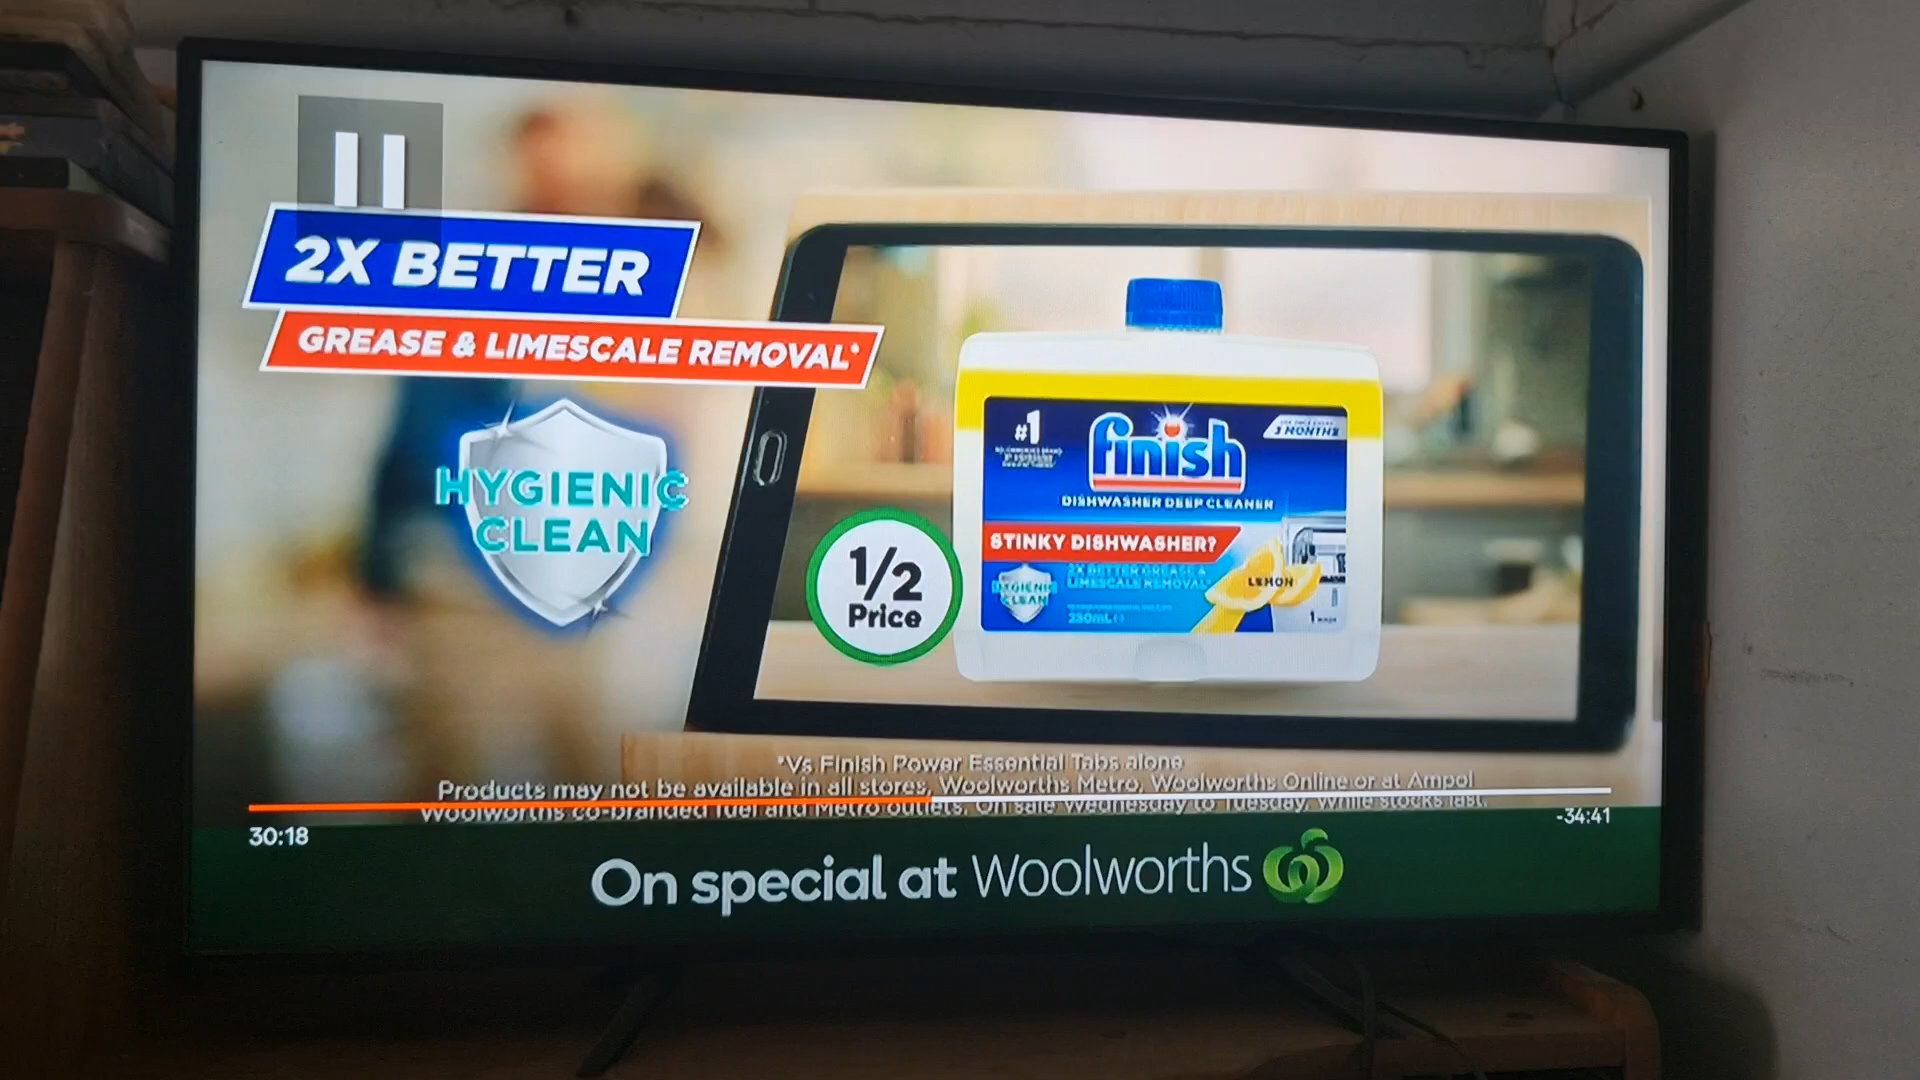 2X BETTER
GREASE & LIMESCALE REMOVAL*
HYGIENIC
CLEAN
#1
finish
3 MONTHS
DISHWASHER DEEP CLEANER
STINKY DISHWASHER?
2X BETTER GREASE &
LIMESCALE REMOVAL*
HYGIENIC
CLEAN
LEMON
250mL
1
1/2
Price
*Vs Finish Power Essential Tabs alone
Products may not be available in all stores, Woolworths Metro, Woolworths Online or at Ampol
Woolworths co-branded fuel and Metro outlets. On sale Wednesday to Tuesday. While stocks last.
30:18
-34:41
On special at Woolworths